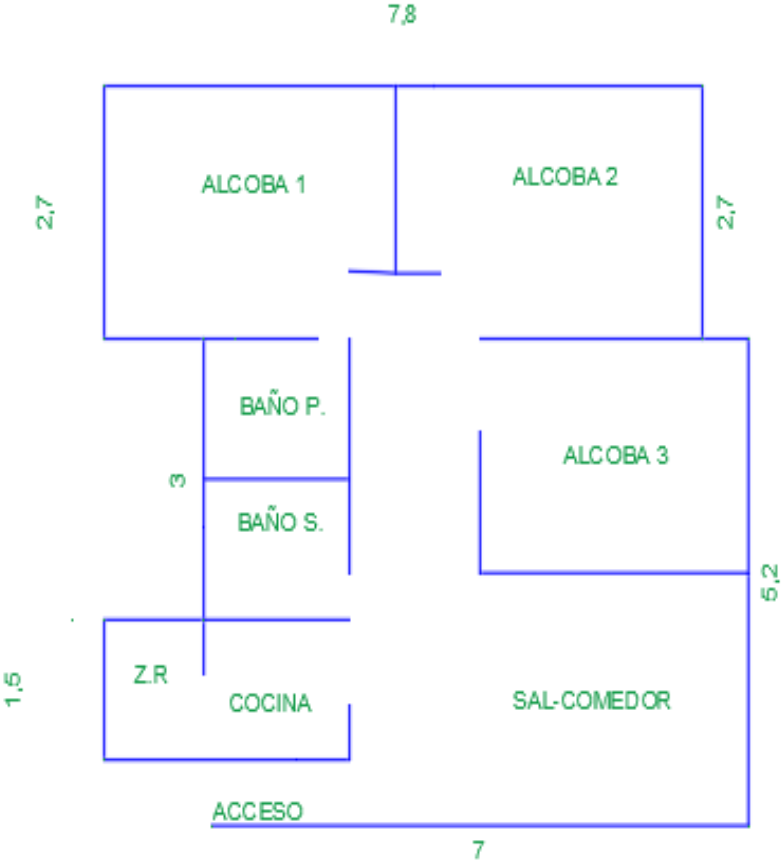 7,8
ALCOBA 1
ALCOBA 2
2,7
2,7
BAÑO P.
ALCOBA 3
3
BAÑO S.
5,2
Z.R
1,5
COCINA
SAL-COMEDOR
ACCESO
7